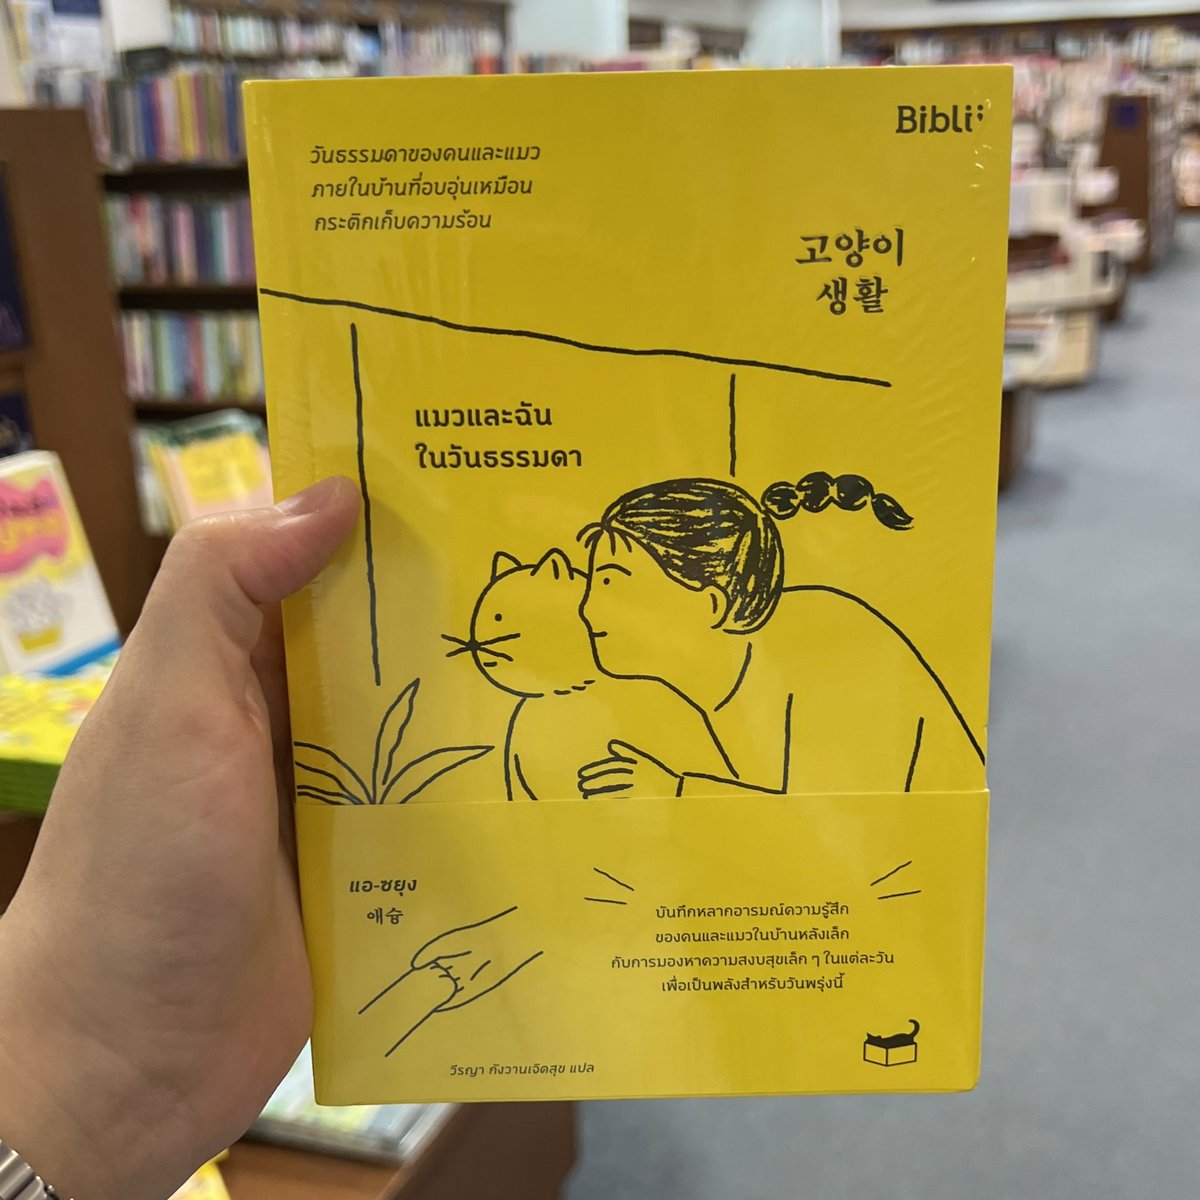 Bibli
วันธรรมดาของคนและแมว
ภายในบ้านที่อบอุ่นเหมือน
กระติกเก็บความร้อน
고양이
생활
แมวและฉัน
ในวันธรรมดา
แอ-ซยุง
애슝
บันทึกหลากอารมณ์ความรู้สึก
ของคนและแมวในบ้านหลังเล็ก
กับการมองหาความสงบสุขเล็ก ๆ ในแต่ละวัน
เพื่อเป็นพลังสำหรับวันพรุ่งนี้
วีรญา กังวานเจิดสุข แปล